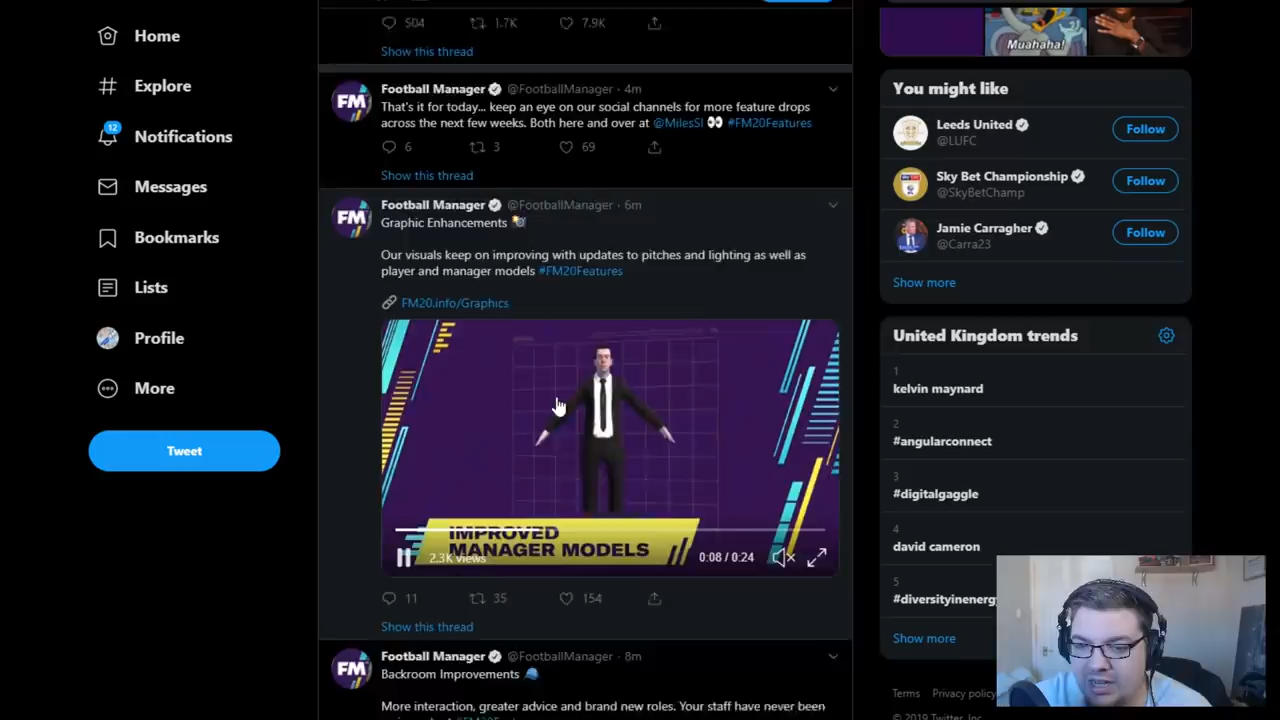 504 1.7K 7.9K
Show this thread
Home
Explore
12
Notifications
Messages
Bookmarks
Lists
Profile
More
Tweet
FM
Football Manager @FootballManager · 4m
That's it for today... keep an eye on our social channels for more feature drops
across the next few weeks. Both here and over at @MilesSI 👀 #FM20Features
6 3 69
Show this thread
FM
Football Manager @FootballManager · 6m
Graphic Enhancements 📸
Our visuals keep on improving with updates to pitches and lighting as well as
player and manager models #FM20Features
🔗 FM20.info/Graphics
IMPROVED
MANAGER MODELS
2.3K views
0:08 / 0:24
11 35 154
Show this thread
FM
Football Manager @FootballManager · 8m
Backroom Improvements 🧢
More interaction, greater advice and brand new roles. Your staff have never been
Muahaha!
You might like
Leeds United
@LUFC
Follow
Sky Bet Championship
@SkyBetChamp
Follow
Jamie Carragher
@Carra23
Follow
Show more
United Kingdom trends
1
kelvin maynard
2
#angularconnect
3
#digitalgaggle
4
david cameron
5
#diversityinenergy
Show more
Terms Privacy policy
© 2019 Twitter, Inc.